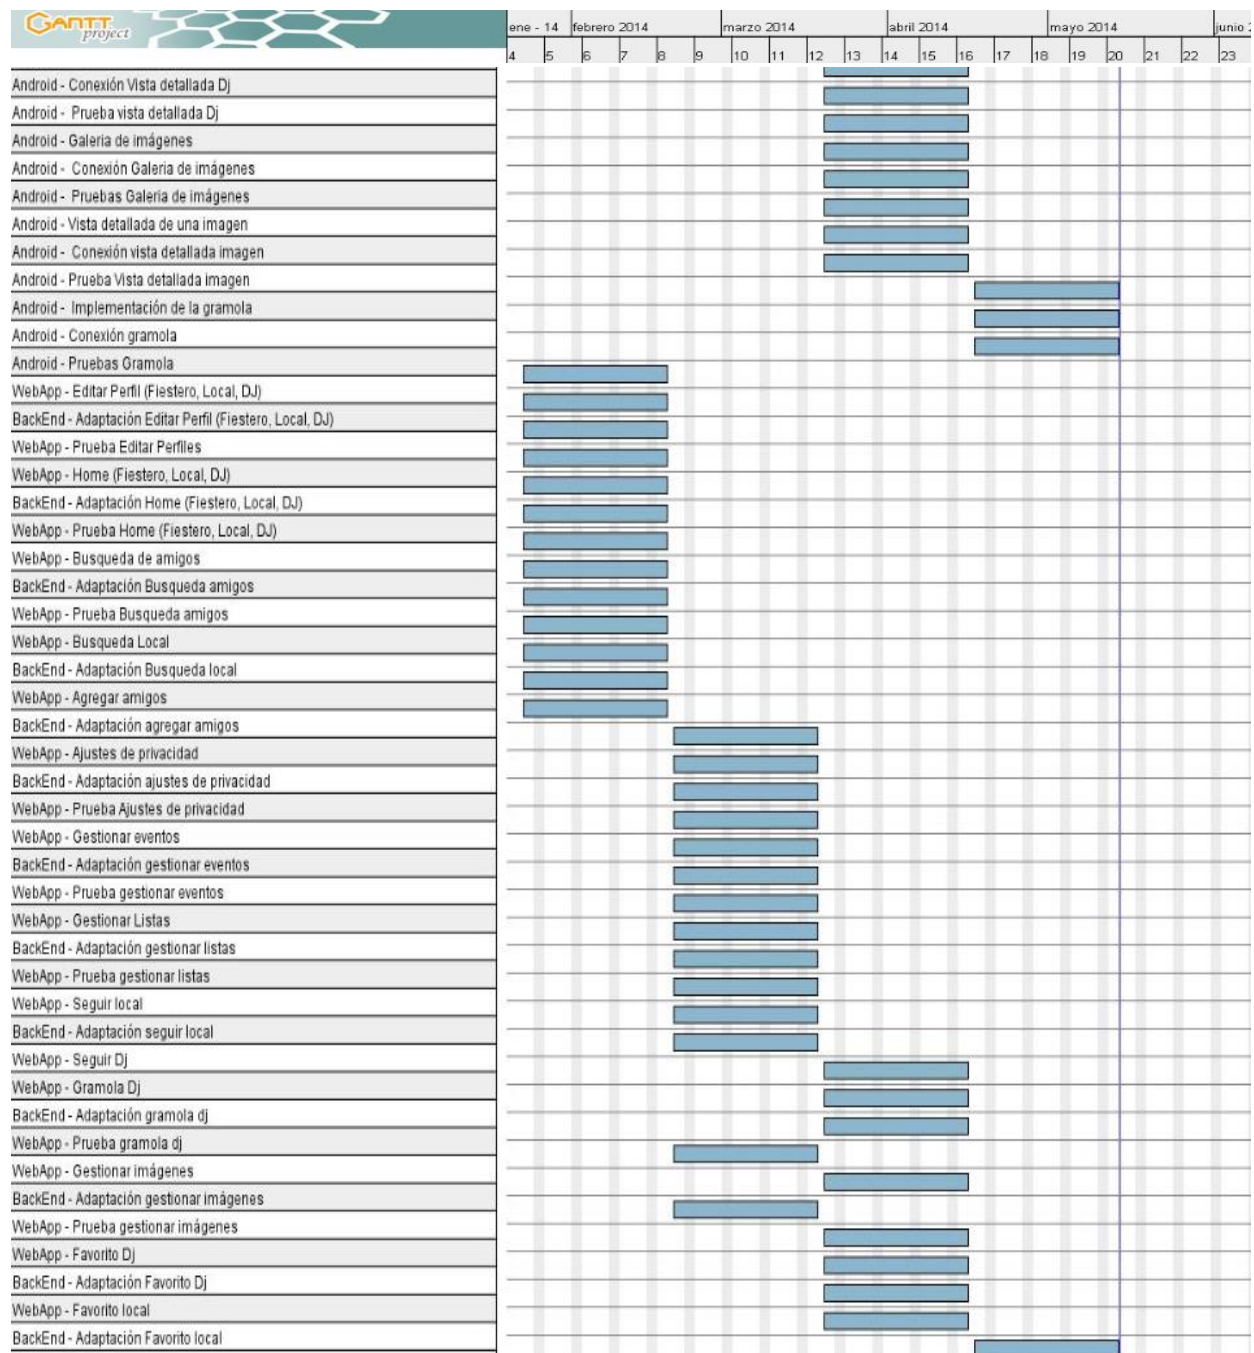 GANTT project
ene - 14 febrero 2014 marzo 2014 abril 2014 mayo 2014 junio 2
4 5 6 7 8 9 10 11 12 13 14 15 16 17 18 19 20 21 22 23
Android - Conexión Vista detallada Dj
Android - Prueba vista detallada Dj
Android - Galeria de imágenes
Android - Conexión Galeria de imágenes
Android - Pruebas Galeria de imágenes
Android - Vista detallada de una imagen
Android - Conexión vista detallada imagen
Android - Prueba Vista detallada imagen
Android - Implementación de la gramola
Android - Conexión gramola
Android - Pruebas Gramola
WebApp - Editar Perfil (Fiestero, Local, DJ)
BackEnd - Adaptación Editar Perfil (Fiestero, Local, DJ)
WebApp - Prueba Editar Perfiles
WebApp - Home (Fiestero, Local, DJ)
BackEnd - Adaptación Home (Fiestero, Local, DJ)
WebApp - Prueba Home (Fiestero, Local, DJ)
WebApp - Busqueda de amigos
BackEnd - Adaptación Busqueda amigos
WebApp - Prueba Busqueda amigos
WebApp - Busqueda Local
BackEnd - Adaptación Busqueda local
WebApp - Agregar amigos
BackEnd - Adaptación agregar amigos
WebApp - Ajustes de privacidad
BackEnd - Adaptación ajustes de privacidad
WebApp - Prueba Ajustes de privacidad
WebApp - Gestionar eventos
BackEnd - Adaptación gestionar eventos
WebApp - Prueba gestionar eventos
WebApp - Gestionar Listas
BackEnd - Adaptación gestionar listas
WebApp - Prueba gestionar listas
WebApp - Seguir local
BackEnd - Adaptación seguir local
WebApp - Seguir Dj
WebApp - Gramola Dj
BackEnd - Adaptación gramola dj
WebApp - Prueba gramola dj
WebApp - Gestionar imágenes
BackEnd - Adaptación gestionar imágenes
WebApp - Prueba gestionar imágenes
WebApp - Favorito Dj
BackEnd - Adaptación Favorito Dj
WebApp - Favorito local
BackEnd - Adaptación Favorito local